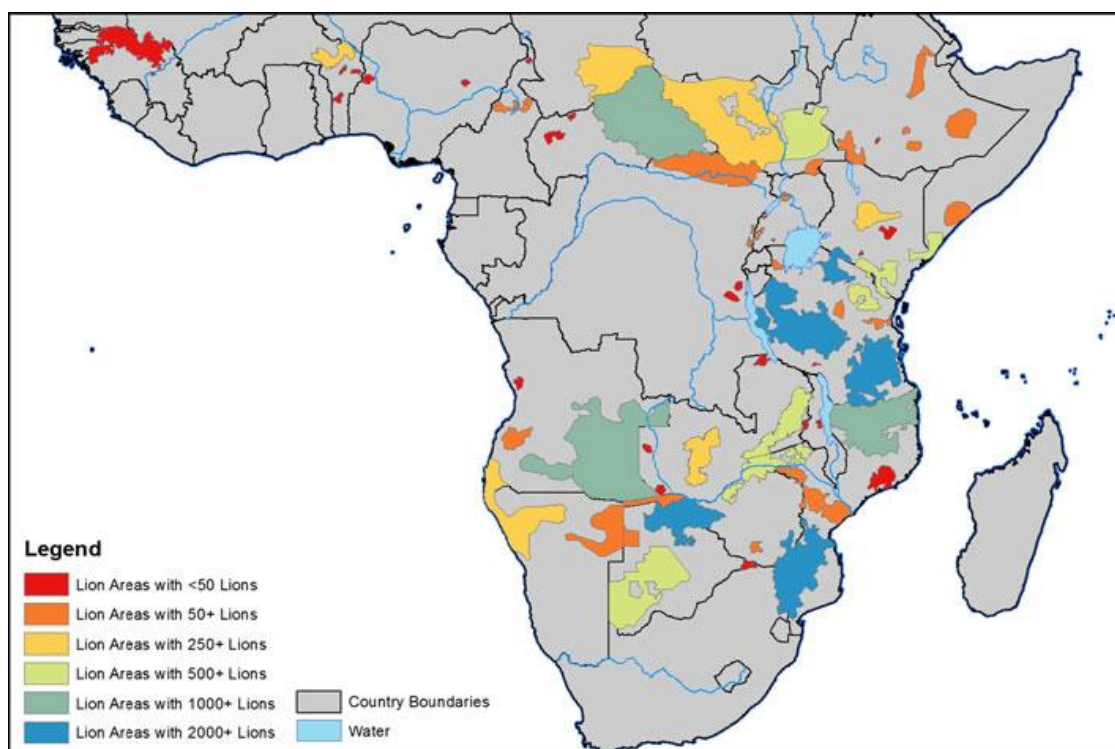 Legend
Lion Areas with <50 Lions
Lion Areas with 50+ Lions
Lion Areas with 250+ Lions
Lion Areas with 500+ Lions
Lion Areas with 1000+ Lions
Lion Areas with 2000+ Lions
Country Boundaries
Water